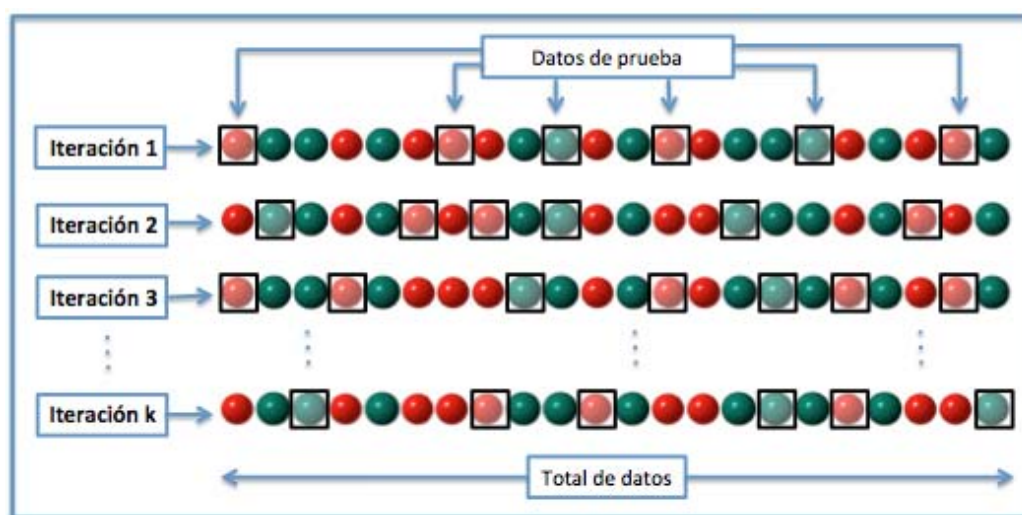 Datos de prueba
Iteración 1
Iteración 2
Iteración 3
Iteración k
Total de datos